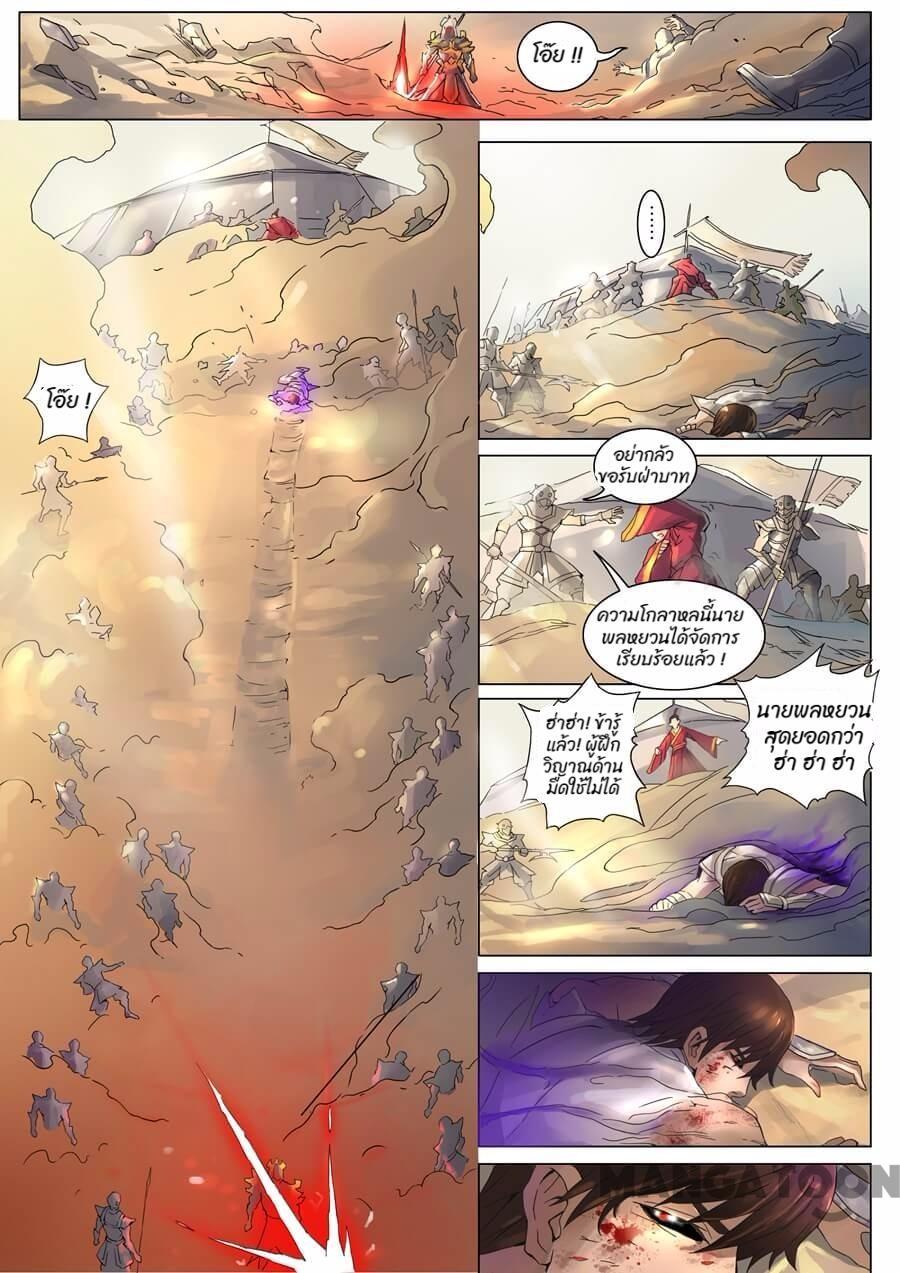 โอ๊ย !!
โอ๊ย !
......
อย่ากลัว
ขอรับฝ่าบาท
ความโกลาหลนี้นาย
พลหยวนได้จัดการ
เรียบร้อยแล้ว !
ฮ่าฮ่า! ข้ารู้
แล้ว! ผู้ฝึก
วิญาณด้าน
มืดใช้ไม่ได้
นายพลหยวน
สุดยอดกว่า
ฮ่า ฮ่า ฮ่า
MANGATOON